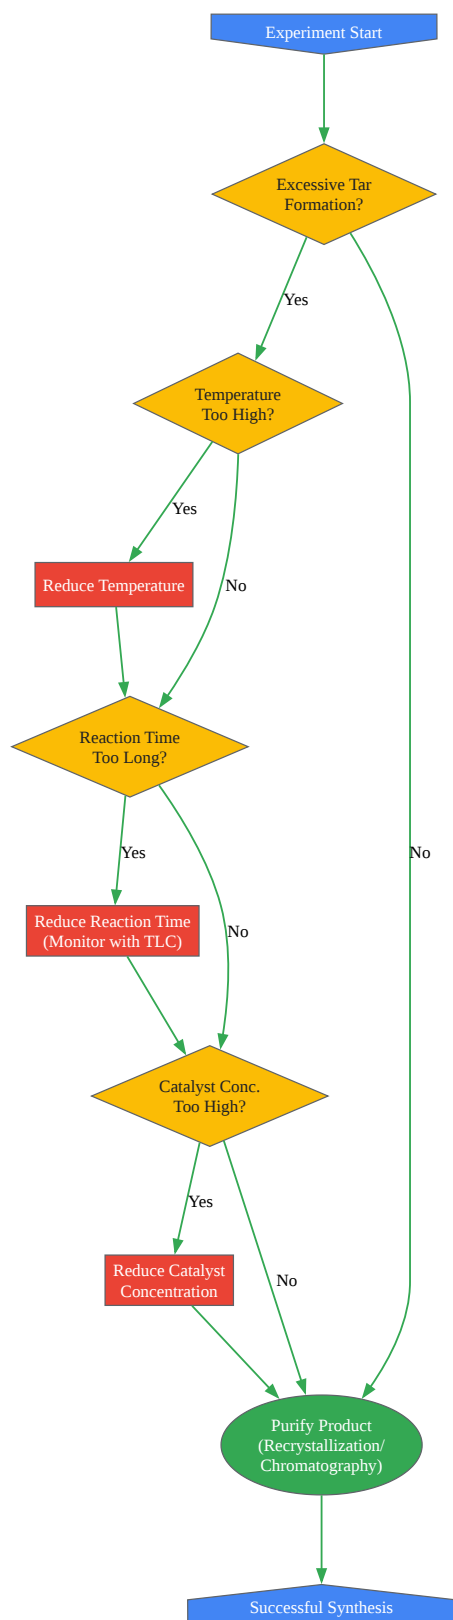 Experiment Start
Excessive Tar
Formation?
Yes
Temperature
Too High?
Yes
Reduce Temperature
No
Reaction Time
Too Long?
Yes
No
Reduce Reaction Time
(Monitor with TLC)
No
Catalyst Conc.
Too High?
Yes
Reduce Catalyst
Concentration
No
Purify Product
(Recrystallization/
Chromatography)
Successful Synthesis